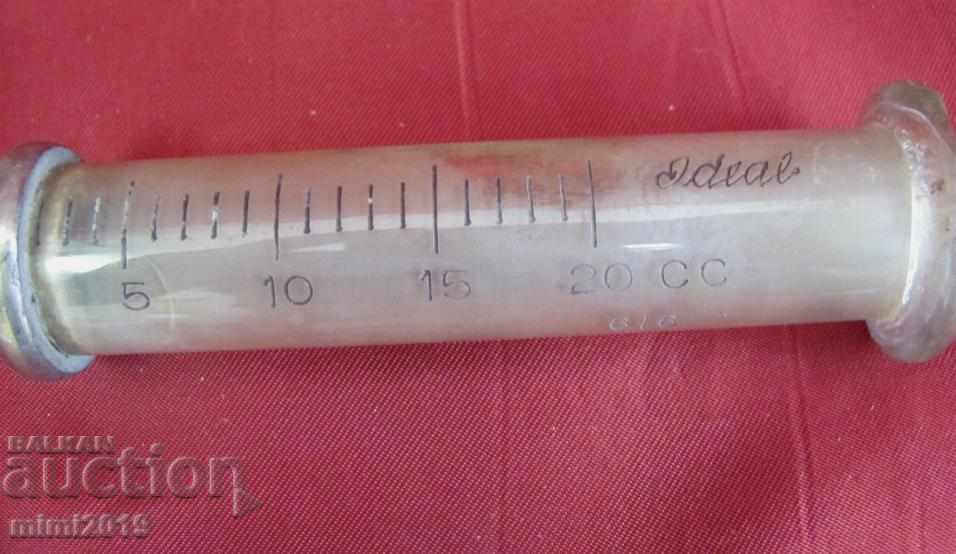 Ideal
5 10 15 20 CC
BALKAN
auction
mimi2019